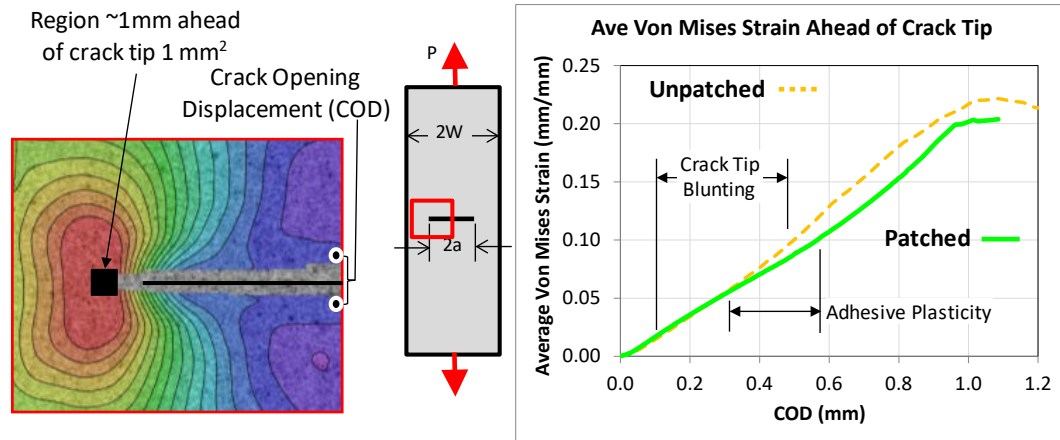 Region ~1mm ahead
of crack tip 1 mm²
Crack Opening
Displacement (COD)
P
2W
2a
Ave Von Mises Strain Ahead of Crack Tip
Average Von Mises Strain (mm/mm)
0.25
0.20
0.15
0.10
0.05
0.00
Unpatched
Crack Tip
Blunting
Patched
Adhesive Plasticity
0.0 0.2 0.4 0.6 0.8 1.0 1.2
COD (mm)